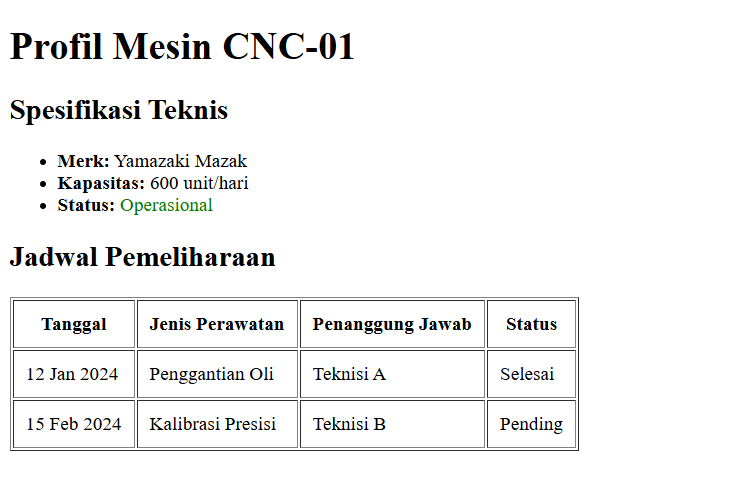 Profil Mesin CNC-01
Spesifikasi Teknis
• Merk: Yamazaki Mazak
• Kapasitas: 600 unit/hari
• Status: Operasional
Jadwal Pemeliharaan
Tanggal Jenis Perawatan Penanggung Jawab Status
12 Jan 2024 Penggantian Oli Teknisi A Selesai
15 Feb 2024 Kalibrasi Presisi Teknisi B Pending